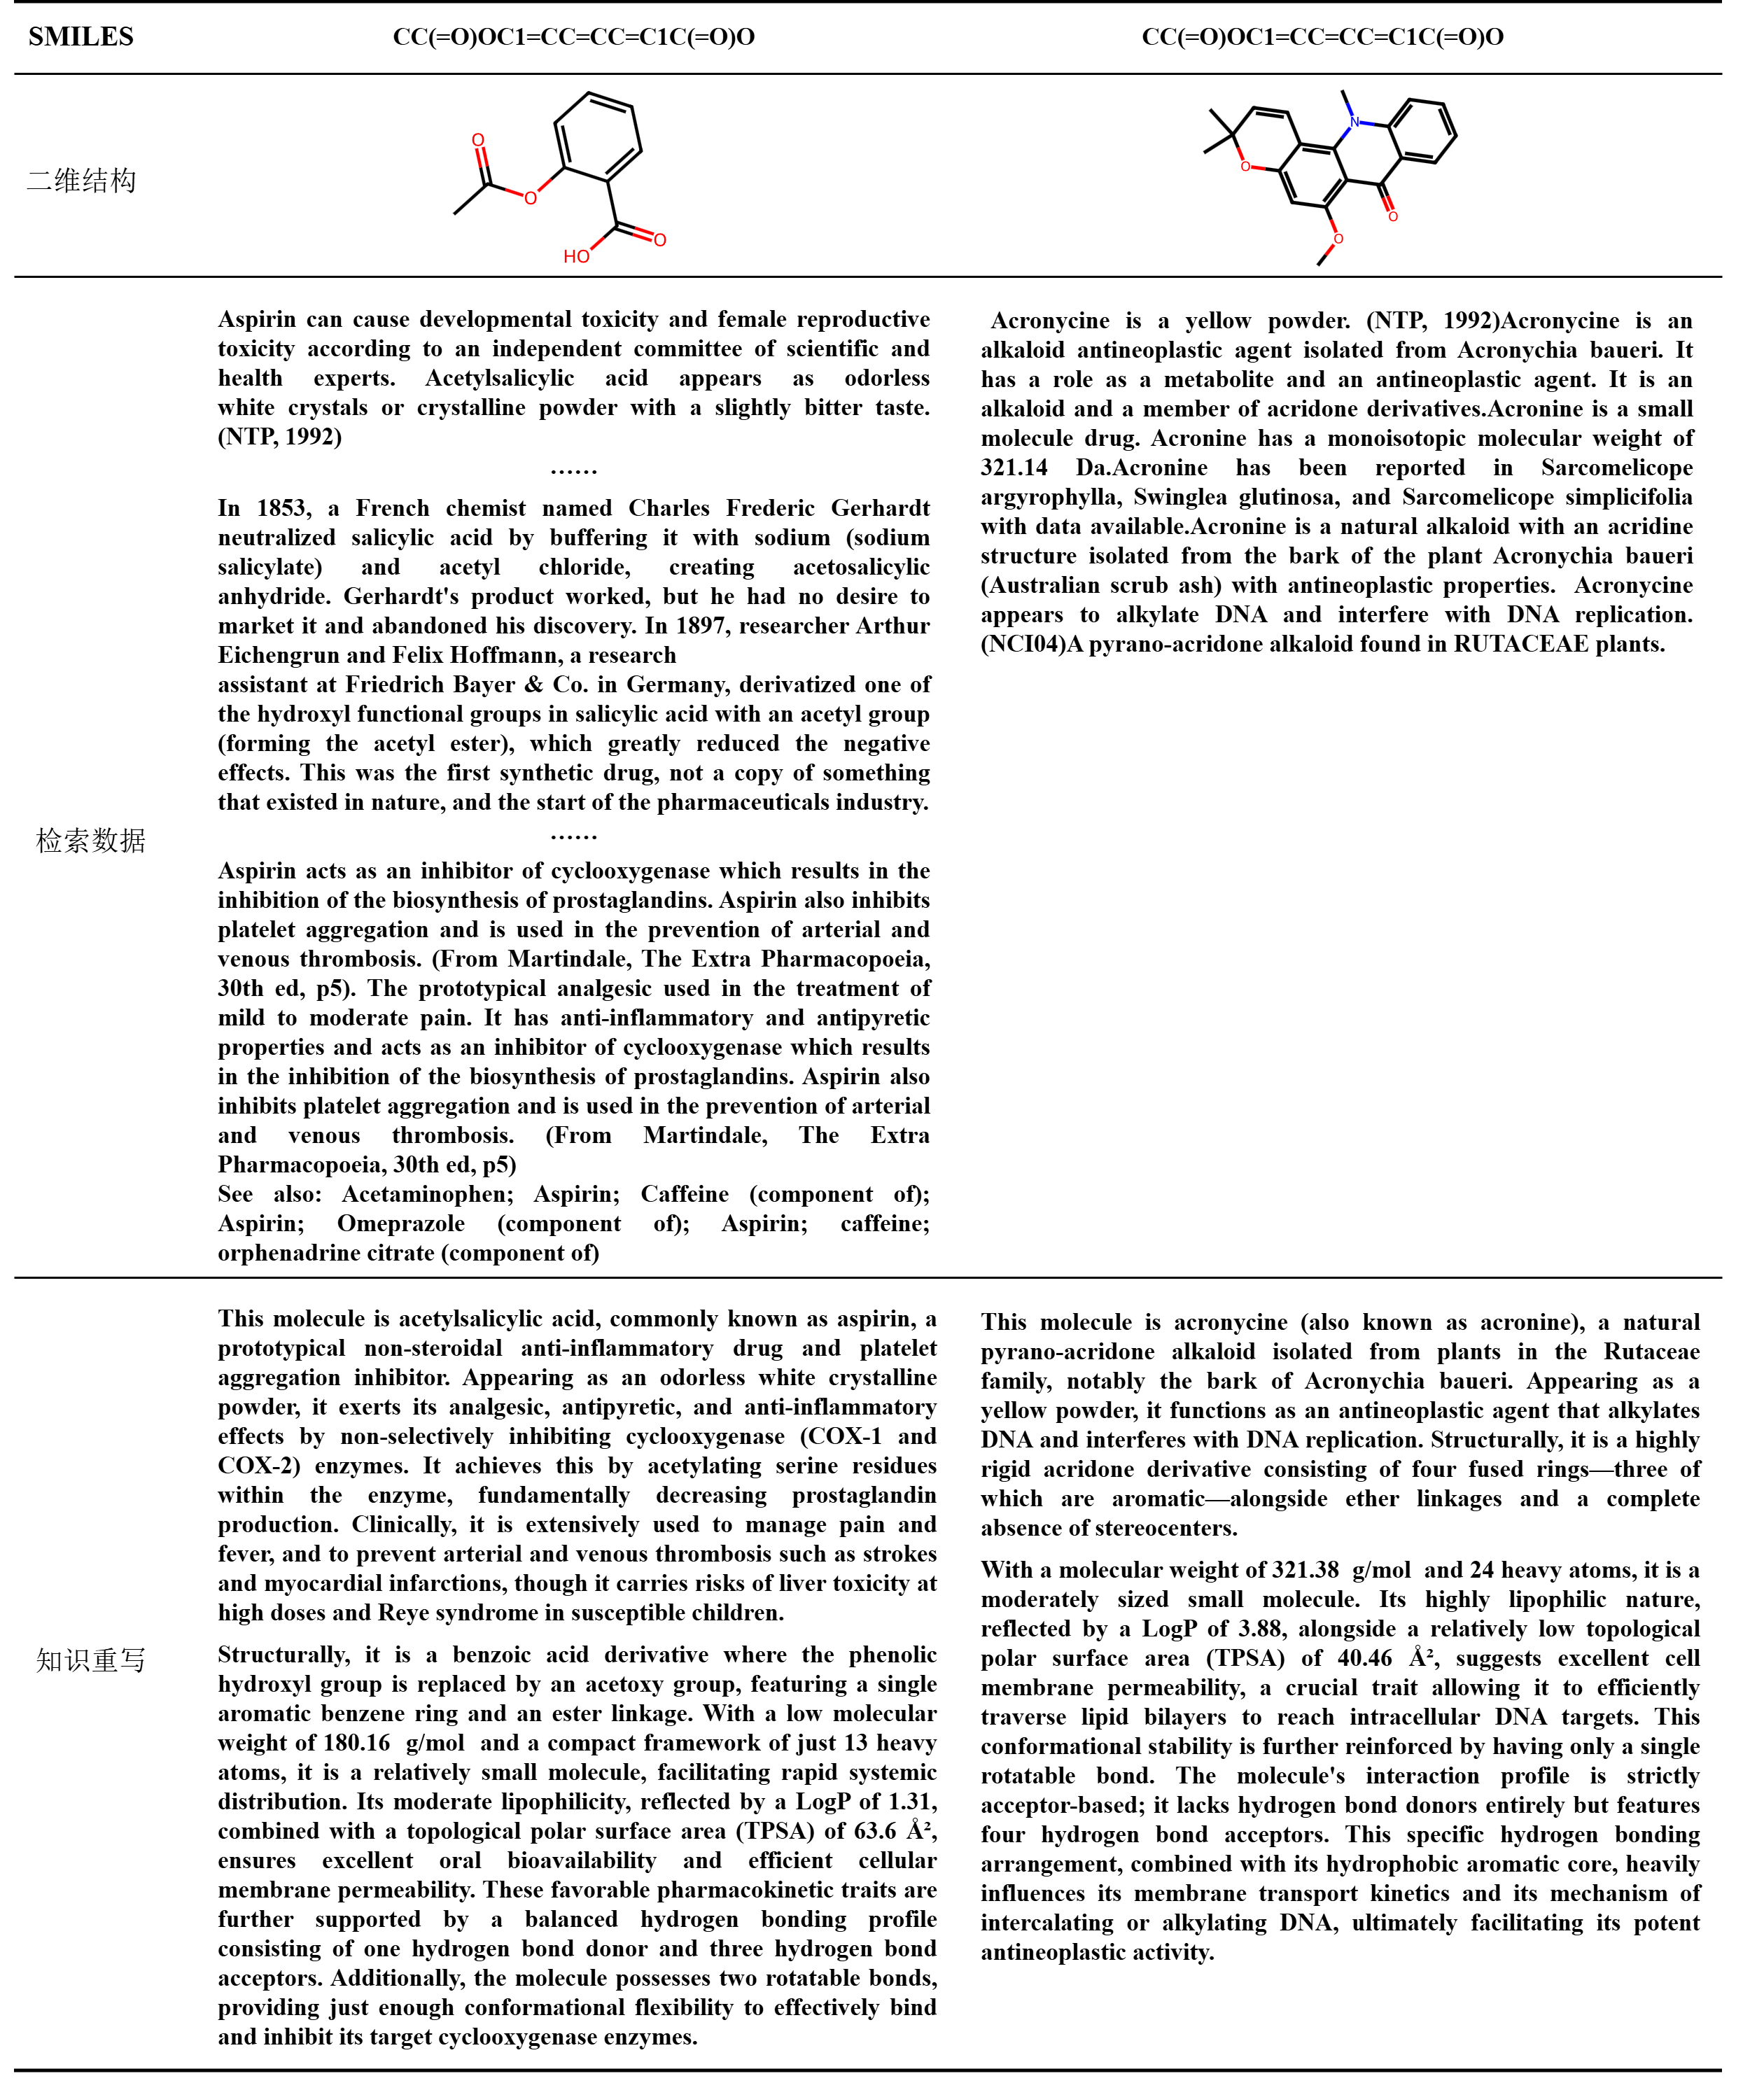 SMILES CC(=O)OC1=CC=CC=C1C(=O)O CC(=O)OC1=CC=CC=C1C(=O)O
二维结构
O
O
HO
O
N
O
O
O
检索数据
Aspirin can cause developmental toxicity and female reproductive
toxicity according to an independent committee of scientific and
health experts. Acetylsalicylic acid appears as odorless
white crystals or crystalline powder with a slightly bitter taste.
(NTP, 1992)
......
In 1853, a French chemist named Charles Frederic Gerhardt
neutralized salicylic acid by buffering it with sodium (sodium
salicylate) and acetyl chloride, creating acetosalicylic
anhydride. Gerhardt's product worked, but he had no desire to
market it and abandoned his discovery. In 1897, researcher Arthur
Eichengrun and Felix Hoffmann, a research
assistant at Friedrich Bayer & Co. in Germany, derivatized one of
the hydroxyl functional groups in salicylic acid with an acetyl group
(forming the acetyl ester), which greatly reduced the negative
effects. This was the first synthetic drug, not a copy of something
that existed in nature, and the start of the pharmaceuticals industry.
......
Aspirin acts as an inhibitor of cyclooxygenase which results in the
inhibition of the biosynthesis of prostaglandins. Aspirin also inhibits
platelet aggregation and is used in the prevention of arterial and
venous thrombosis. (From Martindale, The Extra Pharmacopoeia,
30th ed, p5). The prototypical analgesic used in the treatment of
mild to moderate pain. It has anti-inflammatory and antipyretic
properties and acts as an inhibitor of cyclooxygenase which results
in the inhibition of the biosynthesis of prostaglandins. Aspirin also
inhibits platelet aggregation and is used in the prevention of arterial
and venous thrombosis. (From Martindale, The Extra
Pharmacopoeia, 30th ed, p5)
See also: Acetaminophen; Aspirin; Caffeine (component of);
Aspirin; Omeprazole (component of); Aspirin; caffeine;
orphenadrine citrate (component of)
Acronycine is a yellow powder. (NTP, 1992)Acronycine is an
alkaloid antineoplastic agent isolated from Acronychia baueri. It
has a role as a metabolite and an antineoplastic agent. It is an
alkaloid and a member of acridone derivatives.Acronine is a small
molecule drug. Acronine has a monoisotopic molecular weight of
321.14 Da.Acronine has been reported in Sarcomelicope
argyrophylla, Swinglea glutinosa, and Sarcomelicope simplicifolia
with data available.Acronine is a natural alkaloid with an acridine
structure isolated from the bark of the plant Acronychia baueri
(Australian scrub ash) with antineoplastic properties. Acronycine
appears to alkylate DNA and interfere with DNA replication.
(NCI04)A pyrano-acridone alkaloid found in RUTACEAE plants.
知识重写
This molecule is acetylsalicylic acid, commonly known as aspirin, a
prototypical non-steroidal anti-inflammatory drug and platelet
aggregation inhibitor. Appearing as an odorless white crystalline
powder, it exerts its analgesic, antipyretic, and anti-inflammatory
effects by non-selectively inhibiting cyclooxygenase (COX-1 and
COX-2) enzymes. It achieves this by acetylating serine residues
within the enzyme, fundamentally decreasing prostaglandin
production. Clinically, it is extensively used to manage pain and
fever, and to prevent arterial and venous thrombosis such as strokes
and myocardial infarctions, though it carries risks of liver toxicity at
high doses and Reye syndrome in susceptible children.
Structurally, it is a benzoic acid derivative where the phenolic
hydroxyl group is replaced by an acetoxy group, featuring a single
aromatic benzene ring and an ester linkage. With a low molecular
weight of 180.16 g/mol and a compact framework of just 13 heavy
atoms, it is a relatively small molecule, facilitating rapid systemic
distribution. Its moderate lipophilicity, reflected by a LogP of 1.31,
combined with a topological polar surface area (TPSA) of 63.6 Å²,
ensures excellent oral bioavailability and efficient cellular
membrane permeability. These favorable pharmacokinetic traits are
further supported by a balanced hydrogen bonding profile
consisting of one hydrogen bond donor and three hydrogen bond
acceptors. Additionally, the molecule possesses two rotatable bonds,
providing just enough conformational flexibility to effectively bind
and inhibit its target cyclooxygenase enzymes.
This molecule is acronycine (also known as acronine), a natural
pyrano-acridone alkaloid isolated from plants in the Rutaceae
family, notably the bark of Acronychia baueri. Appearing as a
yellow powder, it functions as an antineoplastic agent that alkylates
DNA and interferes with DNA replication. Structurally, it is a highly
rigid acridone derivative consisting of four fused rings—three of
which are aromatic—alongside ether linkages and a complete
absence of stereocenters.
With a molecular weight of 321.38 g/mol and 24 heavy atoms, it is a
moderately sized small molecule. Its highly lipophilic nature,
reflected by a LogP of 3.88, alongside a relatively low topological
polar surface area (TPSA) of 40.46 Å², suggests excellent cell
membrane permeability, a crucial trait allowing it to efficiently
traverse lipid bilayers to reach intracellular DNA targets. This
conformational stability is further reinforced by having only a single
rotatable bond. The molecule's interaction profile is strictly
acceptor-based; it lacks hydrogen bond donors entirely but features
four hydrogen bond acceptors. This specific hydrogen bonding
arrangement, combined with its hydrophobic aromatic core, heavily
influences its membrane transport kinetics and its mechanism of
intercalating or alkylating DNA, ultimately facilitating its potent
antineoplastic activity.